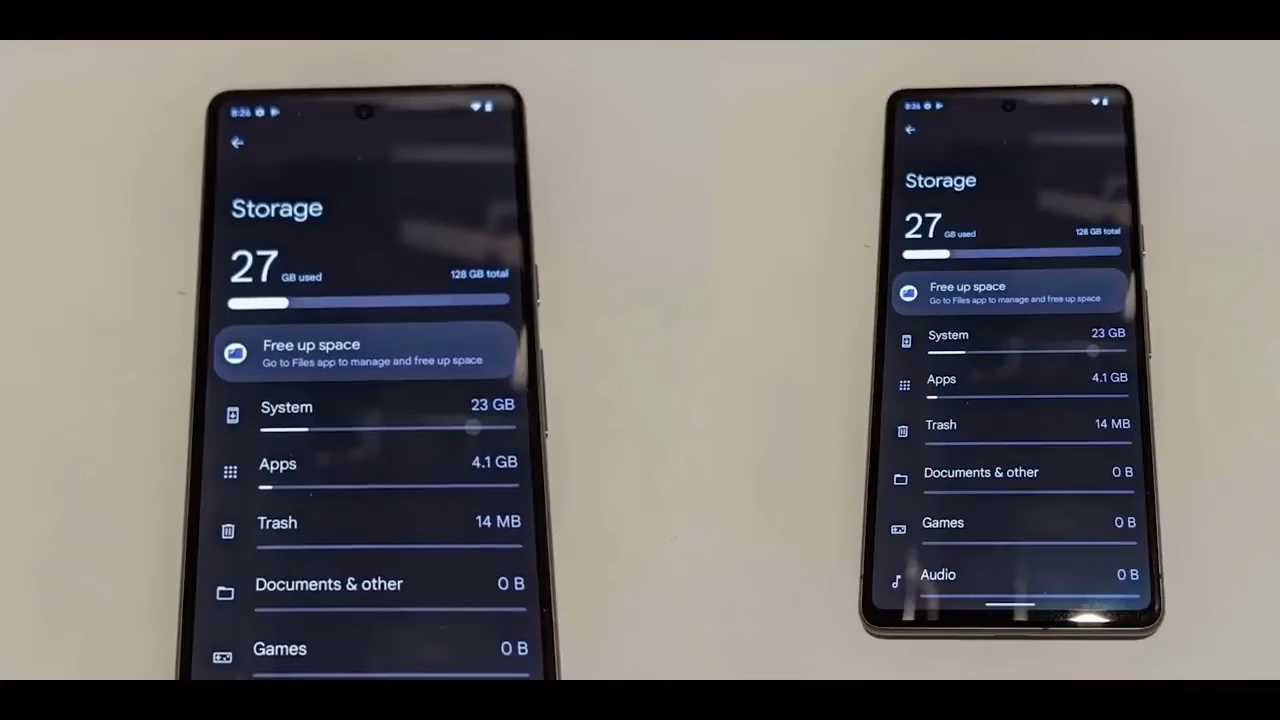 8:26
Storage
27 GB used 128 GB total
Free up space
Go to Files app to manage and free up space
System 23 GB
Apps 4.1 GB
Trash 14 MB
Documents & other 0 B
Games 0 B
8:26
Storage
27 GB used 128 GB total
Free up space
Go to Files app to manage and free up space
System 23 GB
Apps 4.1 GB
Trash 14 MB
Documents & other 0 B
Games 0 B
Audio 0 B